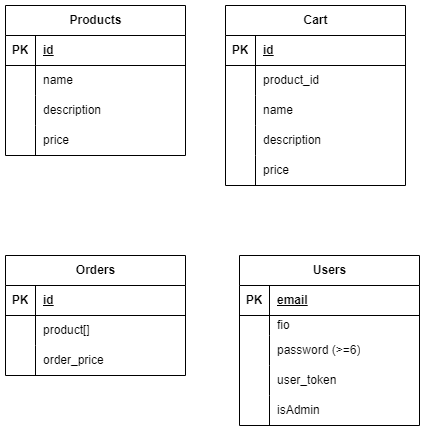 Products
PK id
name
description
price
Cart
PK id
product_id
name
description
price
Orders
PK id
product[]
order_price
Users
PK email
fio
password (>=6)
user_token
isAdmin